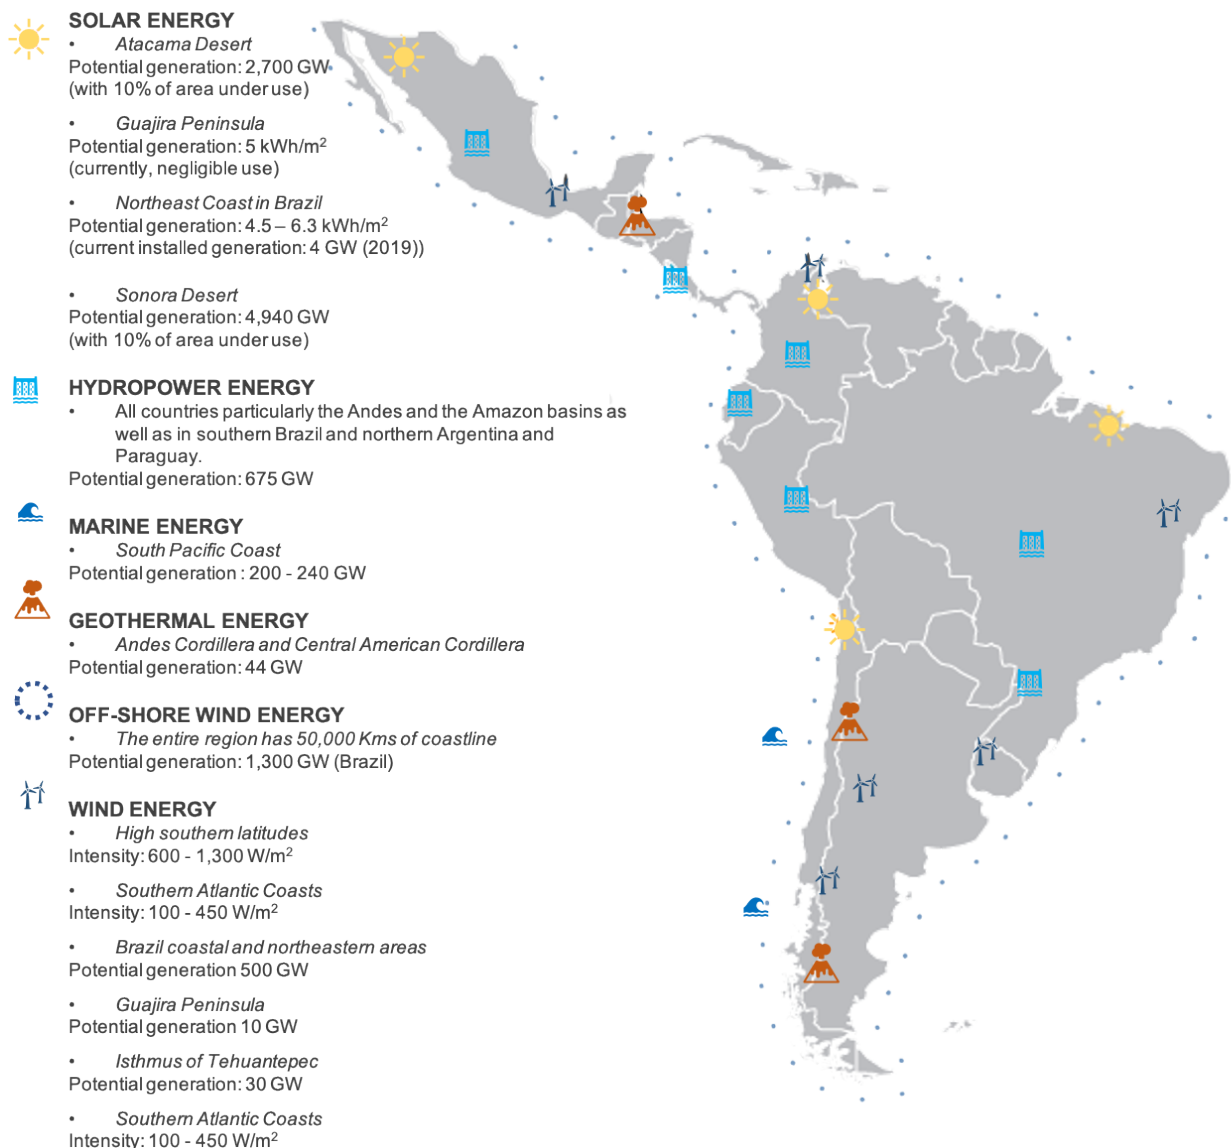 SOLAR ENERGY
• Atacama Desert
Potential generation: 2,700 GW
(with 10% of area under use)
• Guajira Peninsula
Potential generation: 5 kWh/m²
(currently, negligible use)
• Northeast Coast in Brazil
Potential generation: 4.5 – 6.3 kWh/m²
(current installed generation: 4 GW (2019))
• Sonora Desert
Potential generation: 4,940 GW
(with 10% of area under use)
HYDROPOWER ENERGY
• All countries particularly the Andes and the Amazon basins as
well as in southern Brazil and northern Argentina and
Paraguay.
Potential generation: 675 GW
MARINE ENERGY
• South Pacific Coast
Potential generation : 200 - 240 GW
GEOTHERMAL ENERGY
• Andes Cordillera and Central American Cordillera
Potential generation: 44 GW
OFF-SHORE WIND ENERGY
• The entire region has 50,000 Kms of coastline
Potential generation: 1,300 GW (Brazil)
WIND ENERGY
• High southern latitudes
Intensity: 600 - 1,300 W/m²
• Southern Atlantic Coasts
Intensity: 100 - 450 W/m²
• Brazil coastal and northeastern areas
Potential generation 500 GW
• Guajira Peninsula
Potential generation 10 GW
• Isthmus of Tehuantepec
Potential generation: 30 GW
• Southern Atlantic Coasts
Intensity: 100 - 450 W/m²